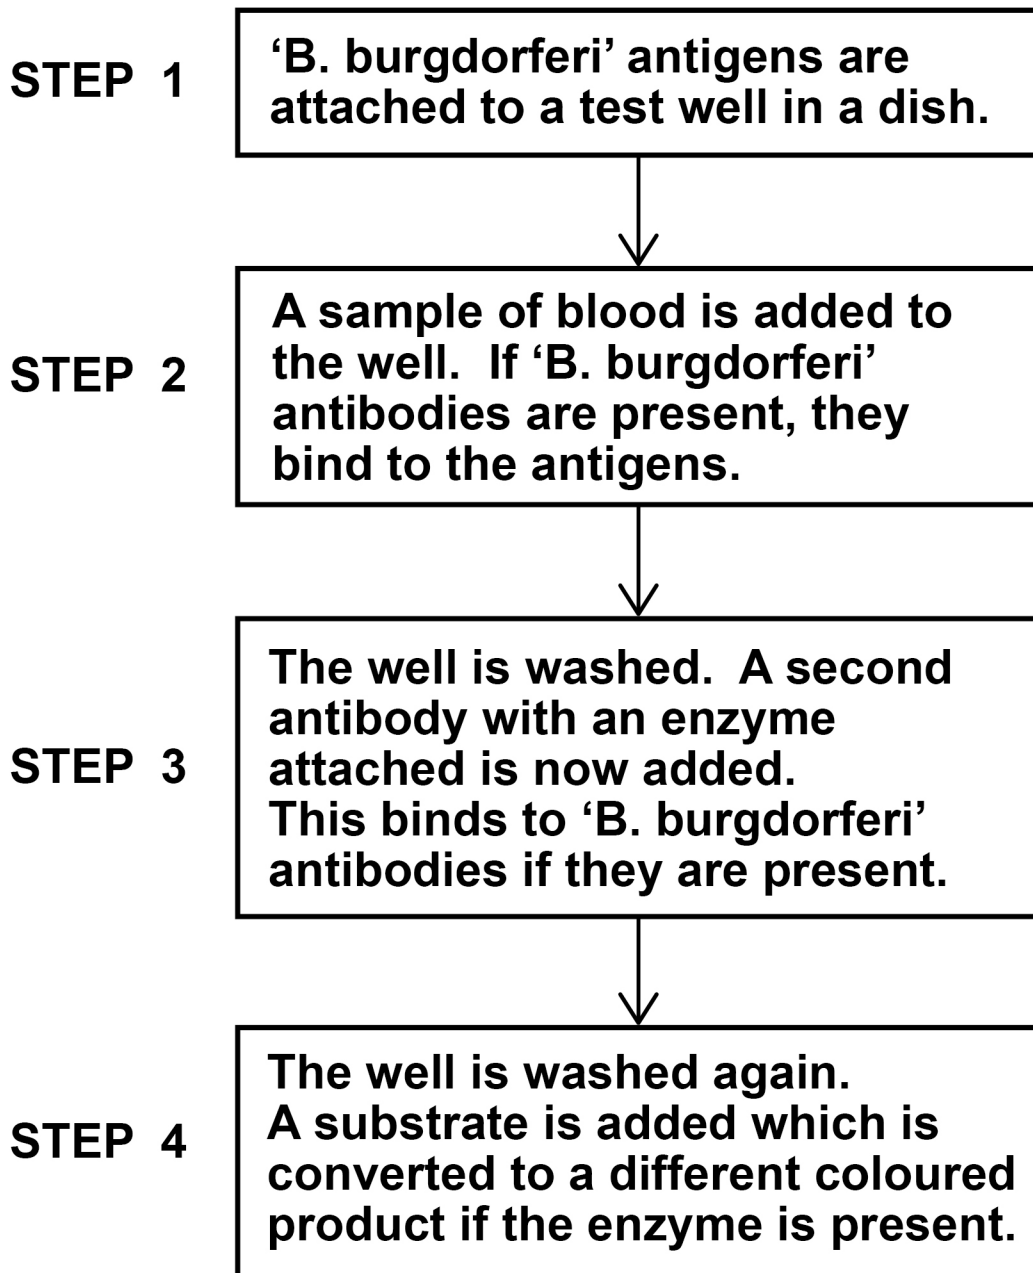 STEP 1
‘B. burgdorferi’ antigens are
attached to a test well in a dish.
STEP 2
A sample of blood is added to
the well.  If ‘B. burgdorferi’
antibodies are present, they
bind to the antigens.
STEP 3
The well is washed.  A second
antibody with an enzyme
attached is now added.
This binds to ‘B. burgdorferi’
antibodies if they are present.
STEP 4
The well is washed again.
A substrate is added which is
converted to a different coloured
product if the enzyme is present.